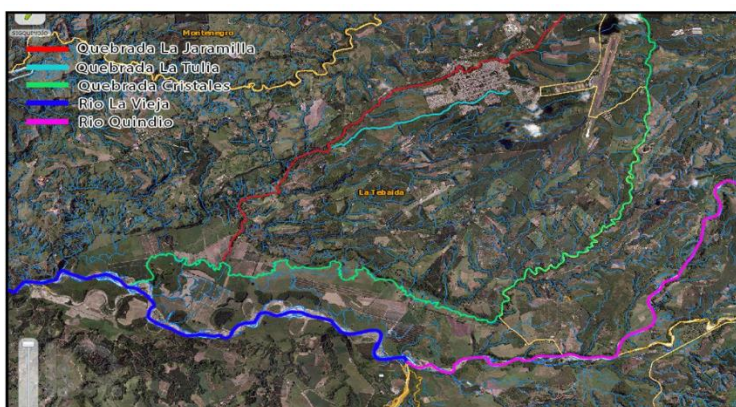 Montenegro
Quebrada La Jaramilla
Quebrada La Tulia
Quebrada Cristales
Rio La Vieja
Rio Quindio
La Tebaida